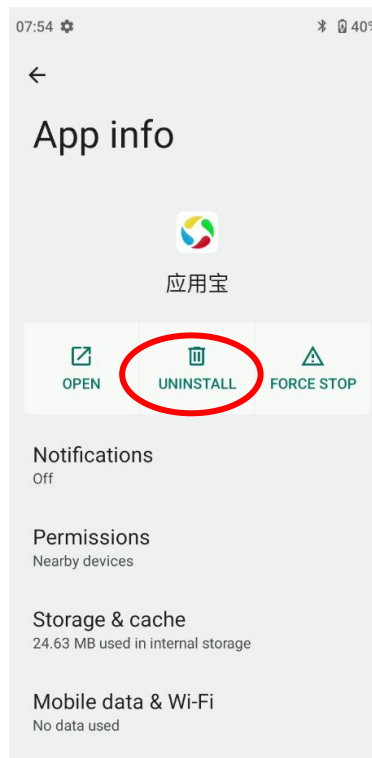 07:54 40%
App info
应用宝
OPEN UNINSTALL FORCE STOP
Notifications
Off
Permissions
Nearby devices
Storage & cache
24.63 MB used in internal storage
Mobile data & Wi-Fi
No data used